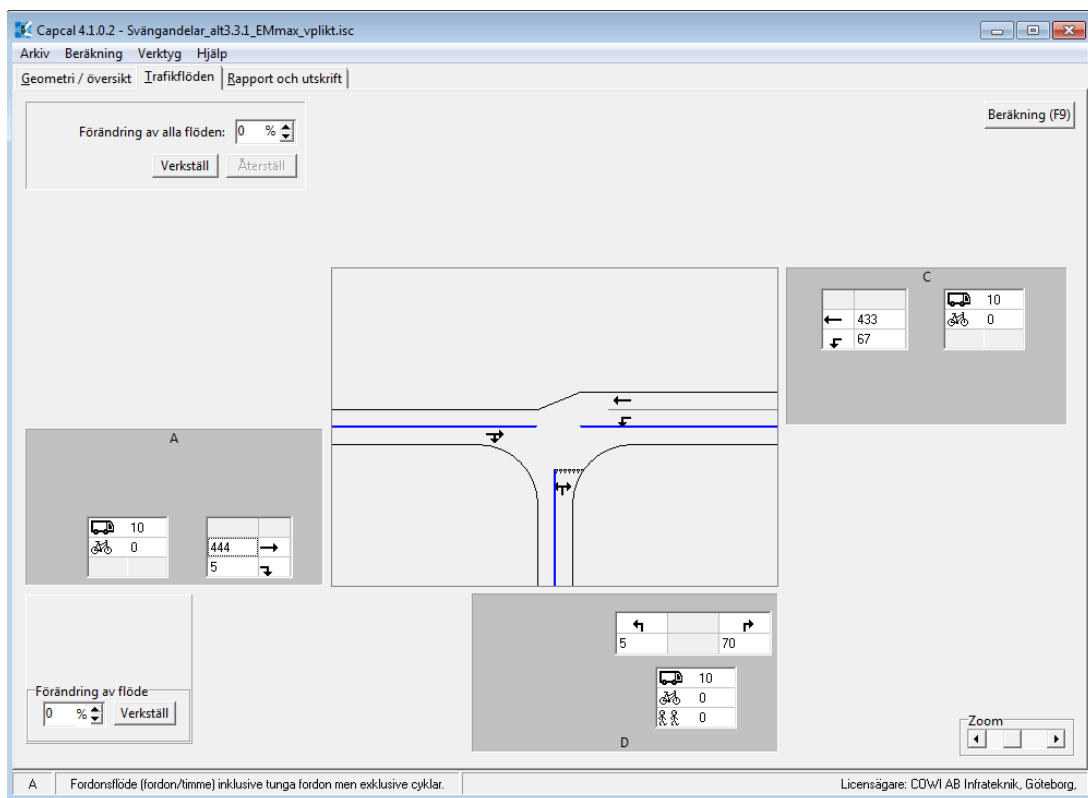 Capcal 4.1.0.2 - Svängandelar_alt3.3.1_EMmax_vplikt.isc
Arkiv Beräkning Verktyg Hjälp
Geometri / översikt Trafikflöden Rapport och utskrift
Förändring av alla flöden: 0 %
Verkställ Återställ
Beräkning (F9)
C
433
67
10
0
A
10
0
444
5
5 70
10
0
0
D
Förändring av flöde
0 % Verkställ
Zoom
A Fordonsflöde (fordon/timme) inklusive tunga fordon men exklusive cyklar. Licensägare: COWI AB Infrateknik, Göteborg,